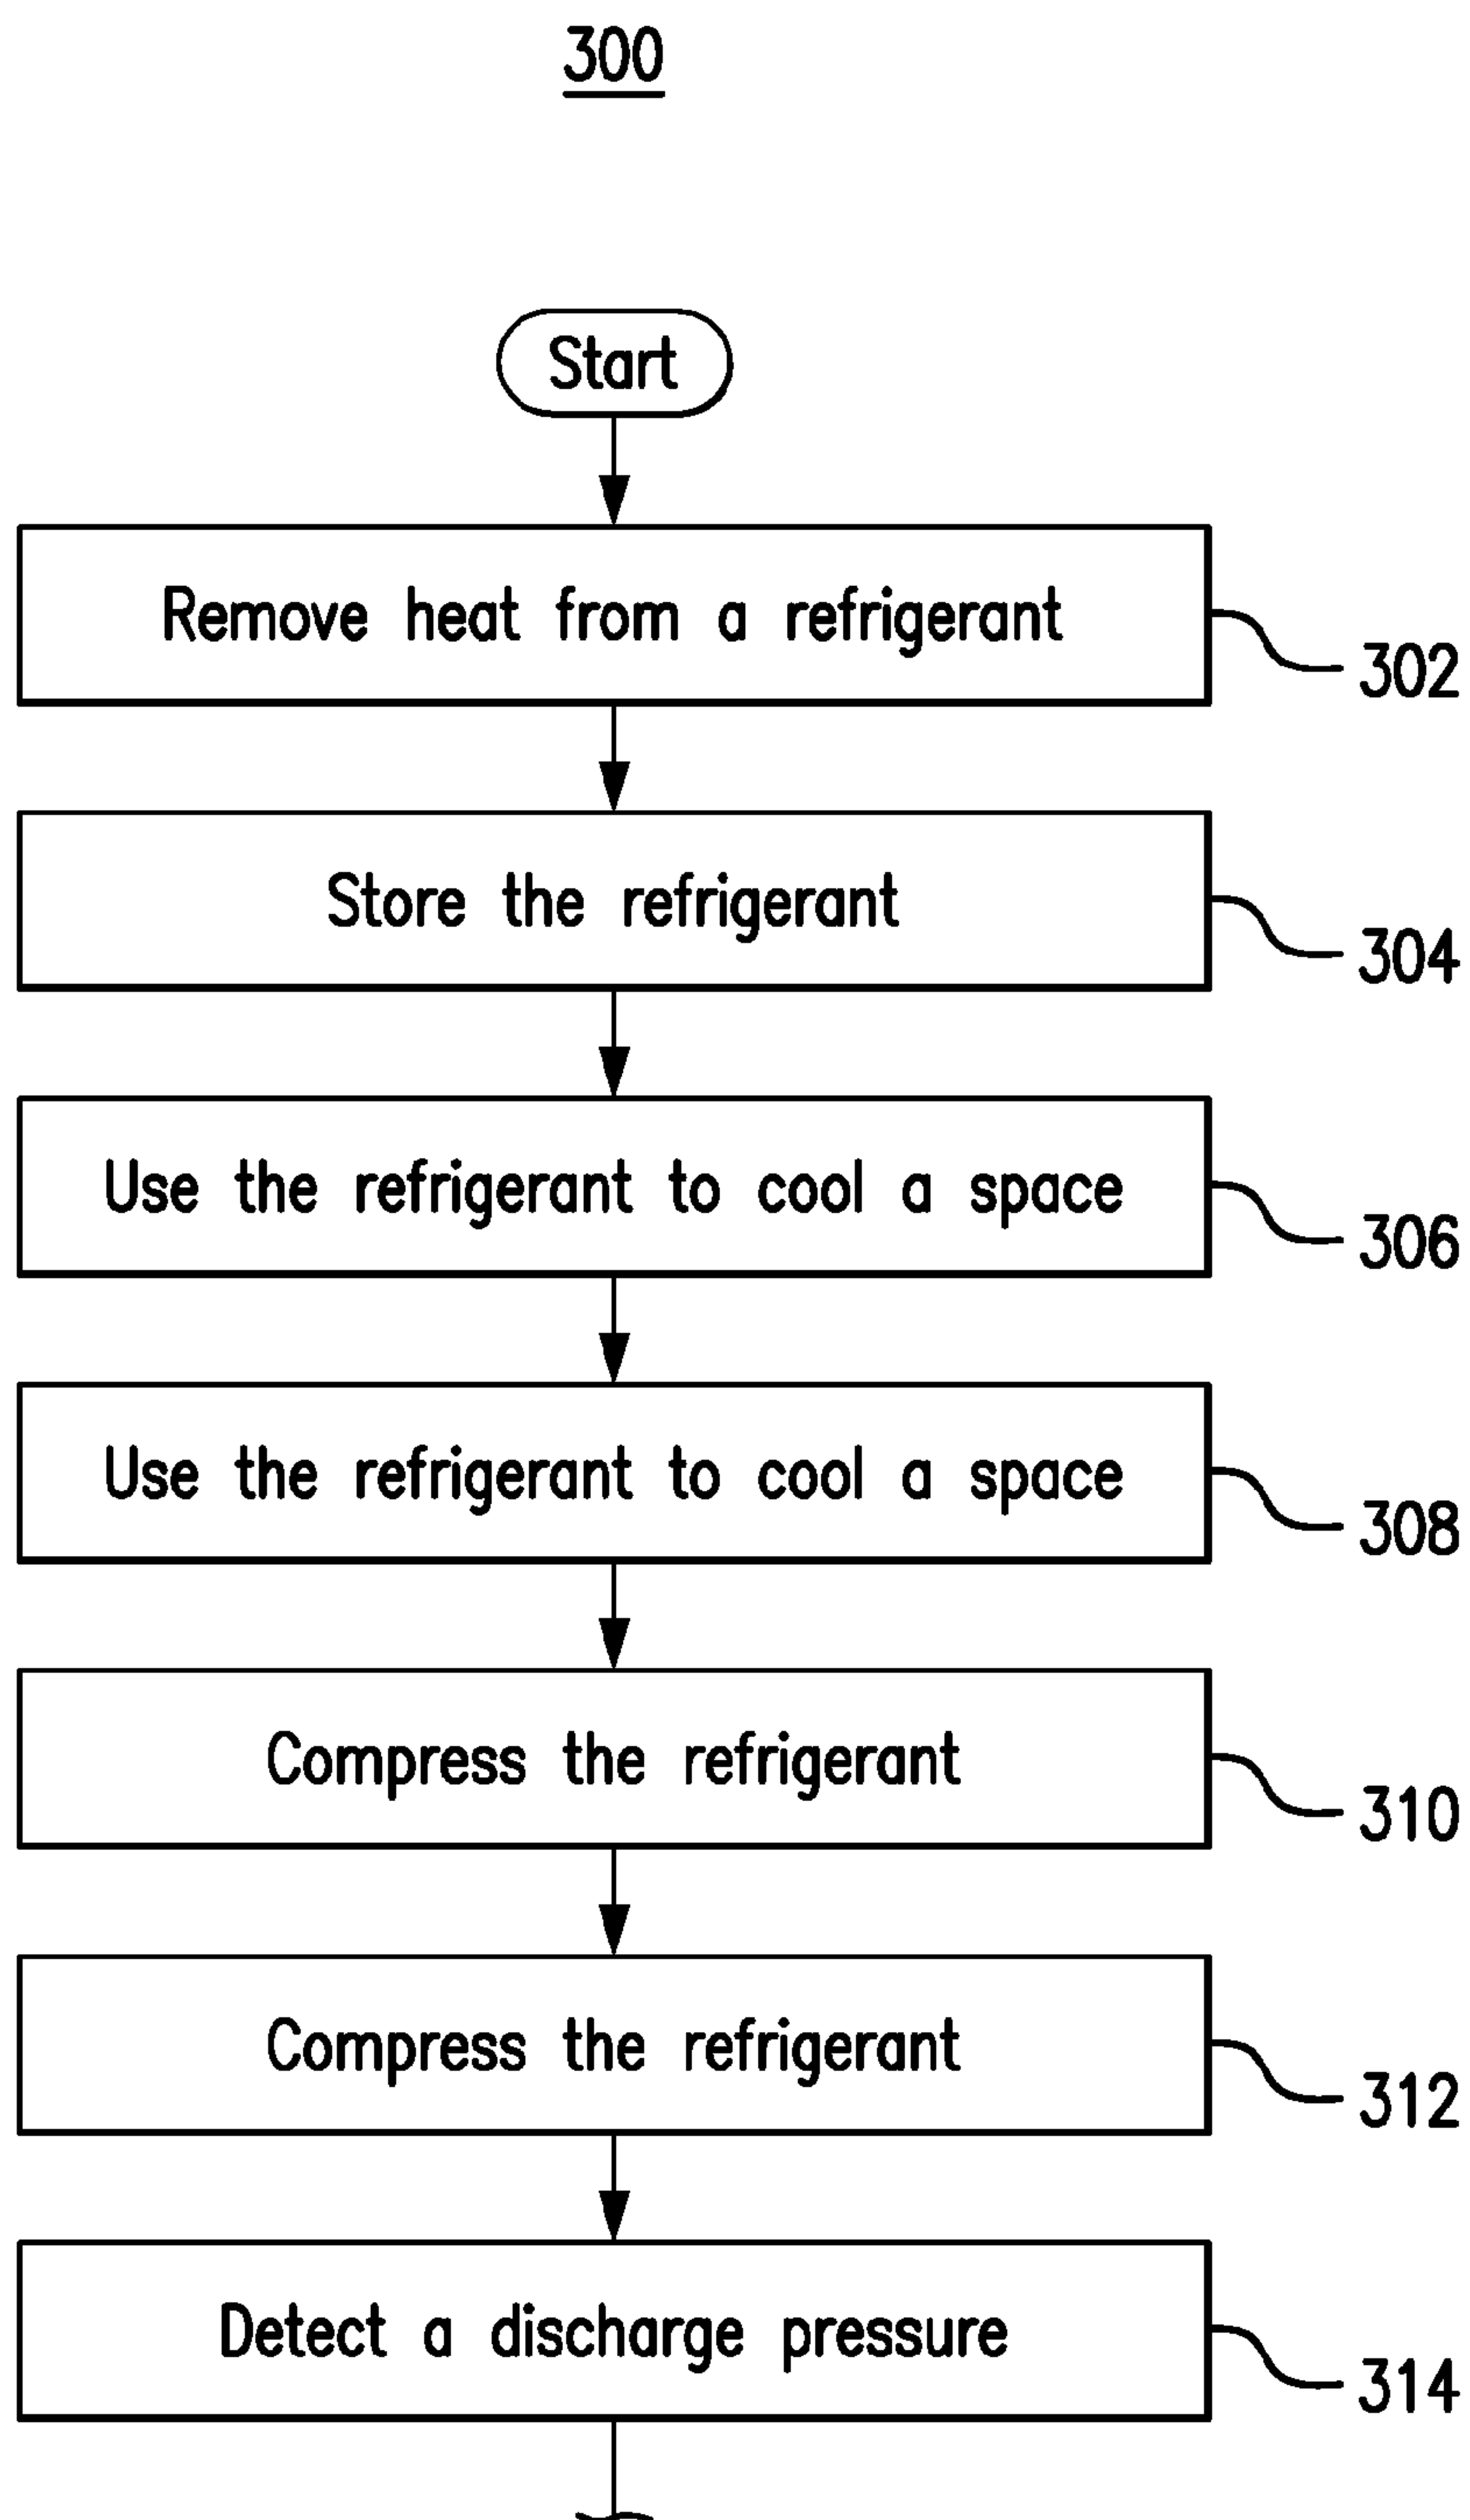 300
Start
Remove heat from a refrigerant
302
Store the refrigerant
304
Use the refrigerant to cool a space
306
Use the refrigerant to cool a space
308
Compress the refrigerant
310
Compress the refrigerant
312
Detect a discharge pressure
314